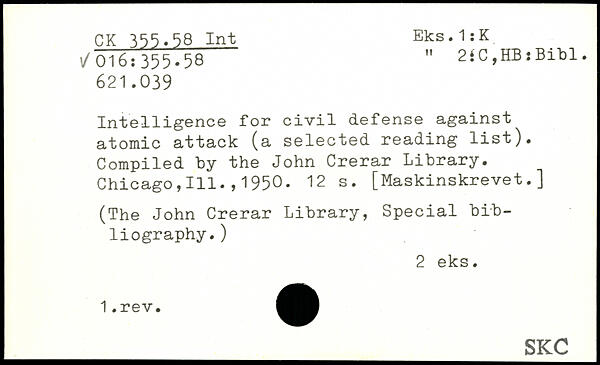 CK 355.58 Int
Eks.1:K
√016:355.58
" 2:C,HB:Bibl.
621.039
Intelligence for civil defense against
atomic attack (a selected reading list).
Compiled by the John Crerar Library.
Chicago,Ill.,1950. 12 s. [Maskinskrevet.]
(The John Crerar Library, Special bib-
liography.)
2 eks.
1.rev.
SKC